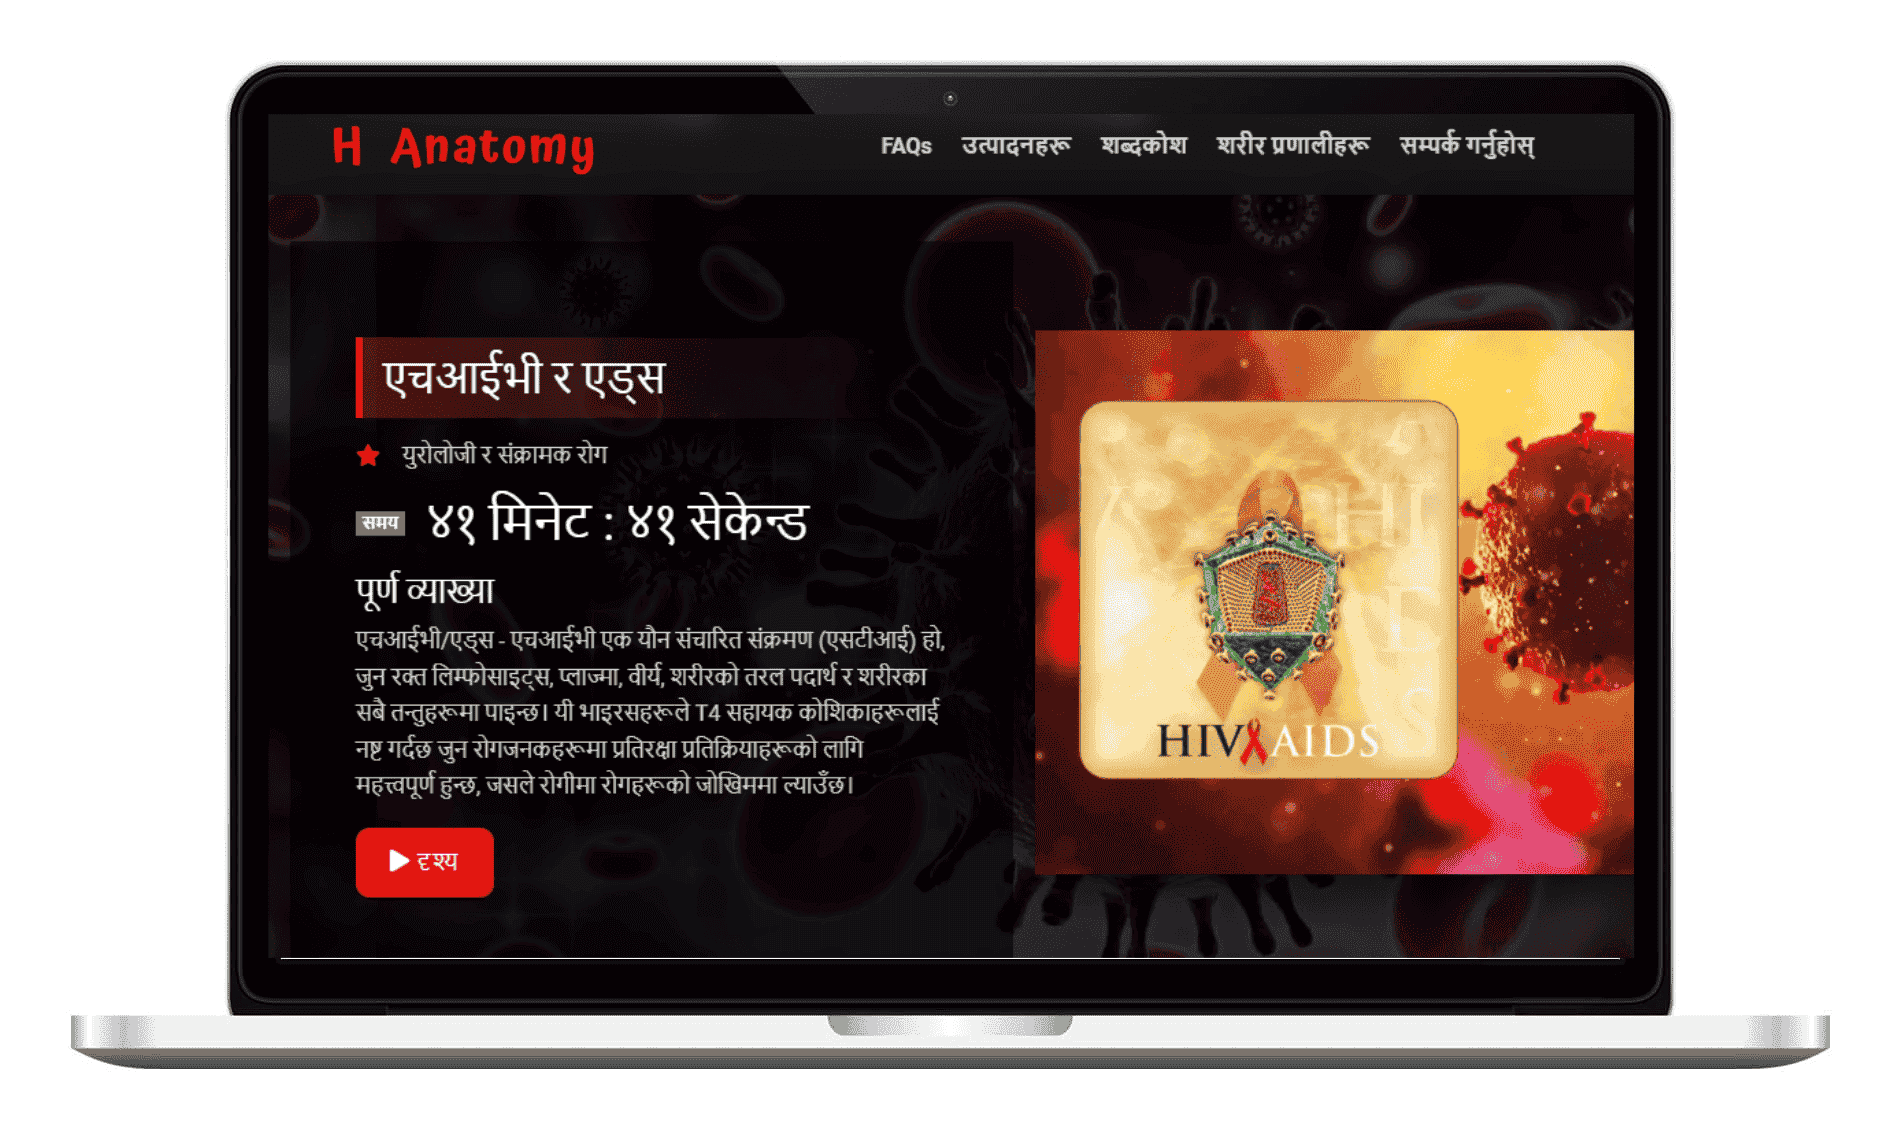 H Anatomy
FAQs उत्पादनहरू शब्दकोश शरीर प्रणालीहरू सम्पर्क गर्नुहोस्
एचआईभी र एड्स
युरोलोजी र संक्रामक रोग
समय ४१ मिनेट : ४१ सेकेन्ड
पूर्ण व्याख्या
एचआईभी/एड्स - एचआईभी एक यौन संचारित संक्रमण (एसटीआई) हो,
जुन रक्त लिम्फोसाइट्स, प्लाज्मा, वीर्य, शरीरको तरल पदार्थ र शरीरका
सबै तन्तुहरूमा पाइन्छ। यी भाइरसहरूले T4 सहायक कोशिकाहरूलाई
नष्ट गर्दछ जुन रोगजनकहरूमा प्रतिरक्षा प्रतिक्रियाहरूको लागि
महत्त्वपूर्ण हुन्छ, जसले रोगीमा रोगहरूको जोखिममा ल्याउँछ।
दृश्य
HIV AIDS